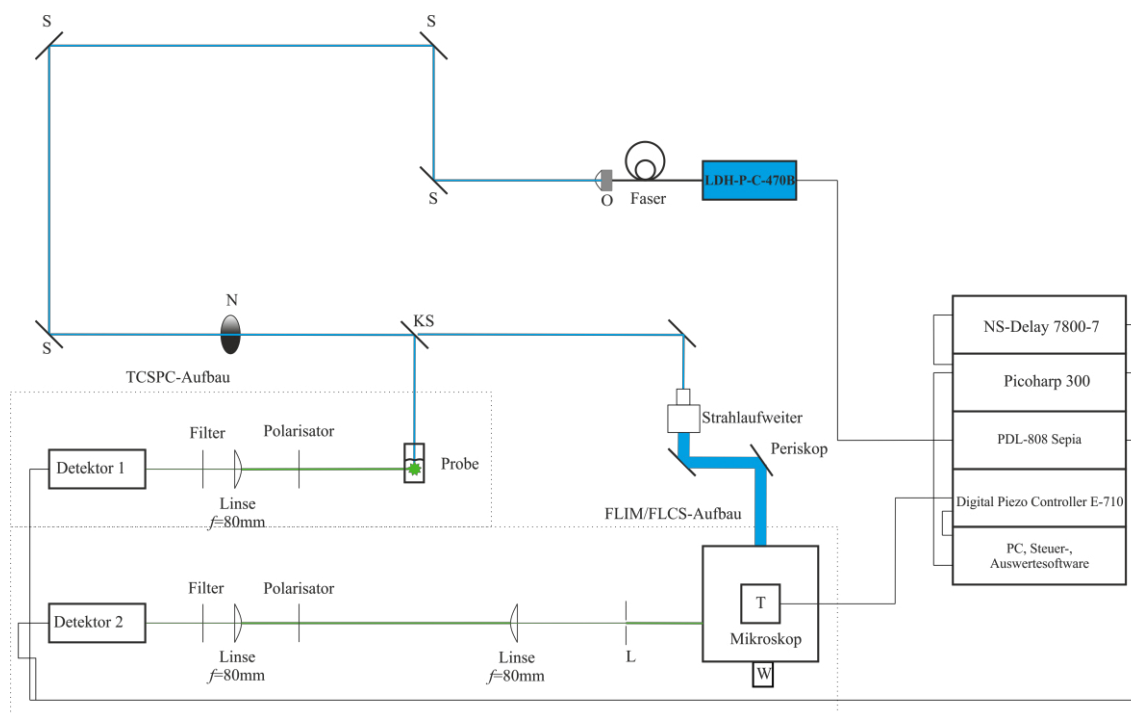 S
S
LDH-P-C-470B
S
O
Faser
N
KS
S
NS-Delay 7800-7
TCSPC-Aufbau
Picoharp 300
Strahlaufweiter
Filter
Polarisator
PDL-808 Sepia
Periskop
Detektor 1
Probe
Linse
f=80mm
Digital Piezo Controller E-710
FLIM/FLCS-Aufbau
PC, Steuer-,
Auswertesoftware
Filter
Polarisator
T
Detektor 2
Mikroskop
Linse
f=80mm
Linse
f=80mm
L
W